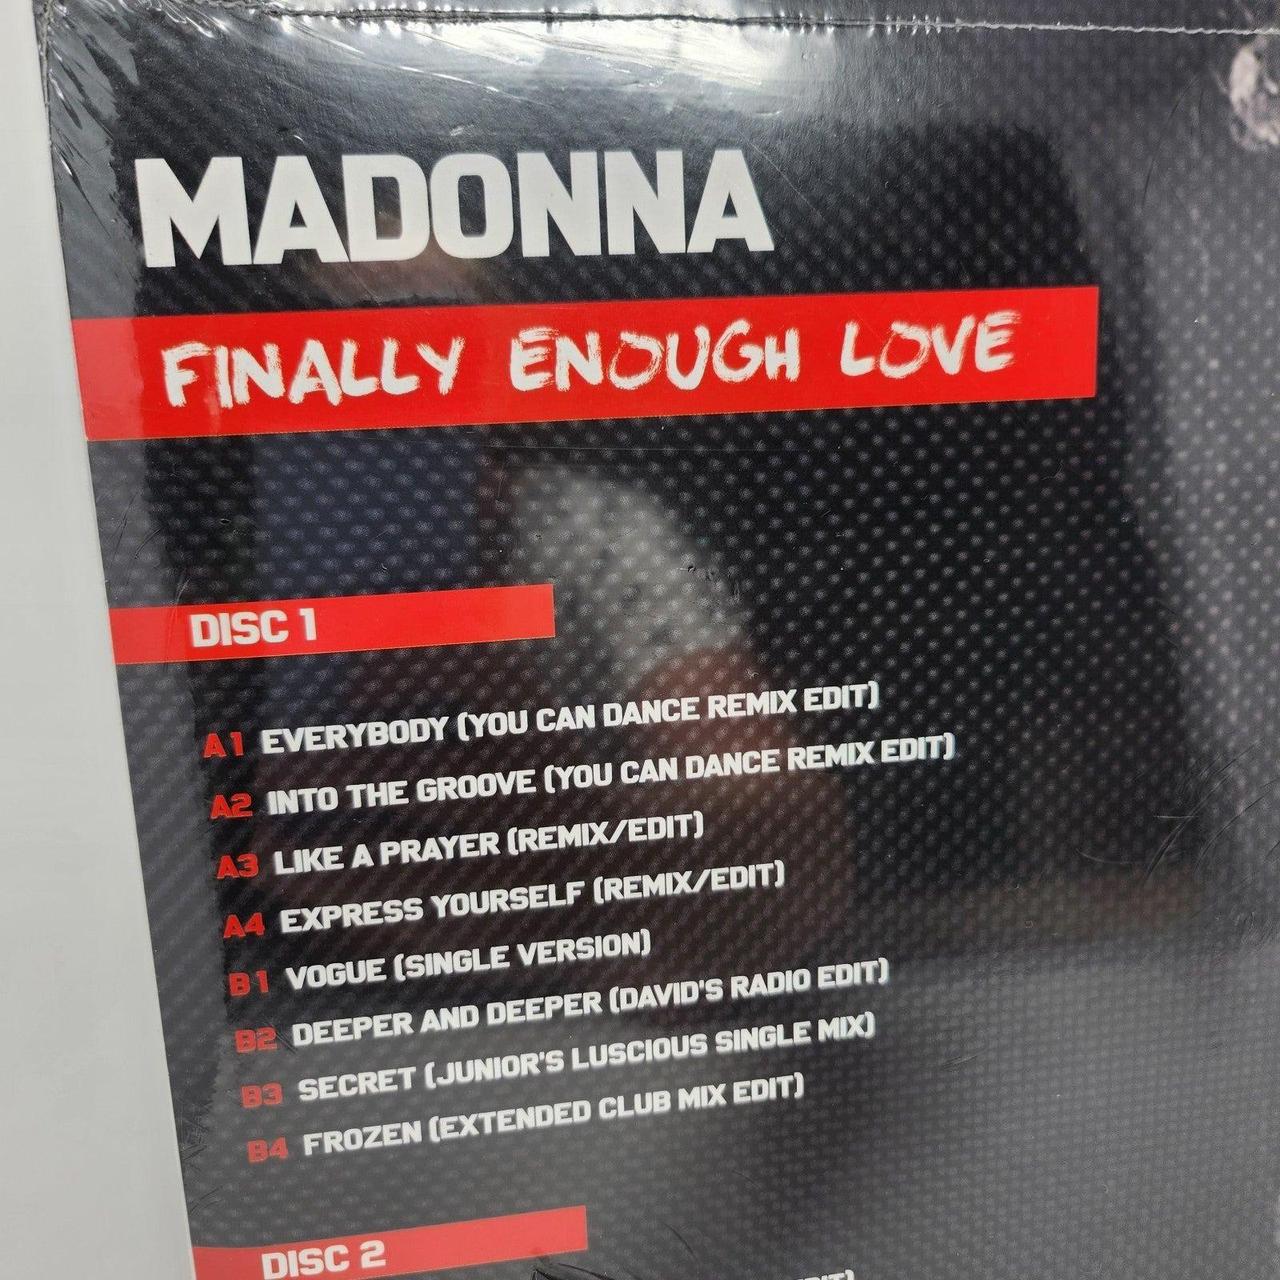 MADONNA
FINALLY ENOUGH LOVE
DISC 1
A1 EVERYBODY (YOU CAN DANCE REMIX EDIT)
A2 INTO THE GROOVE (YOU CAN DANCE REMIX EDIT)
A3 LIKE A PRAYER (REMIX/EDIT)
A4 EXPRESS YOURSELF (REMIX/EDIT)
B1 VOGUE (SINGLE VERSION)
B2 DEEPER AND DEEPER (DAVID'S RADIO EDIT)
B3 SECRET (JUNIOR'S LUSCIOUS SINGLE MIX)
B4 FROZEN (EXTENDED CLUB MIX EDIT)
DISC 2